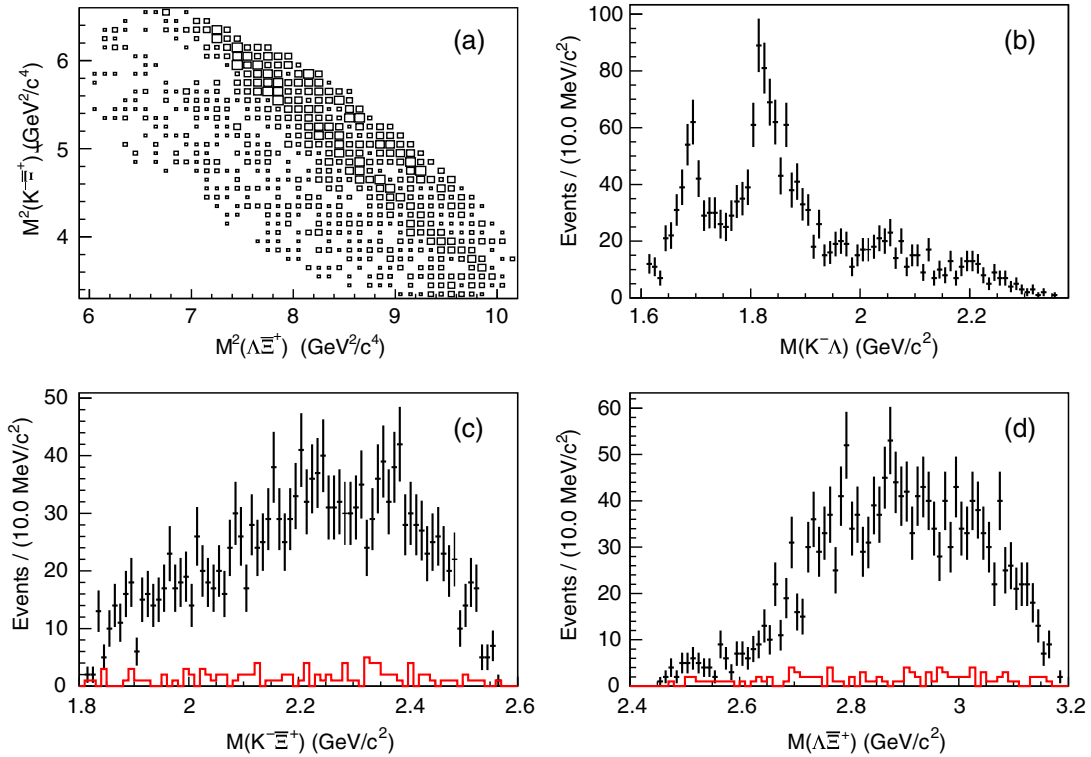 (a)
6
5
4
M²(K⁻Ξ̅⁺) (GeV²/c⁴)
6 7 8 9 10
M²(ΛΞ̅⁺) (GeV²/c⁴)
(b)
100
80
60
40
20
0
Events / (10.0 MeV/c²)
1.6 1.8 2 2.2
M(K⁻Λ) (GeV/c²)
(c)
50
40
30
20
10
0
Events / (10.0 MeV/c²)
1.8 2 2.2 2.4 2.6
M(K⁻Ξ̅⁺) (GeV/c²)
(d)
60
50
40
30
20
10
0
Events / (10.0 MeV/c²)
2.4 2.6 2.8 3 3.2
M(ΛΞ̅⁺) (GeV/c²)